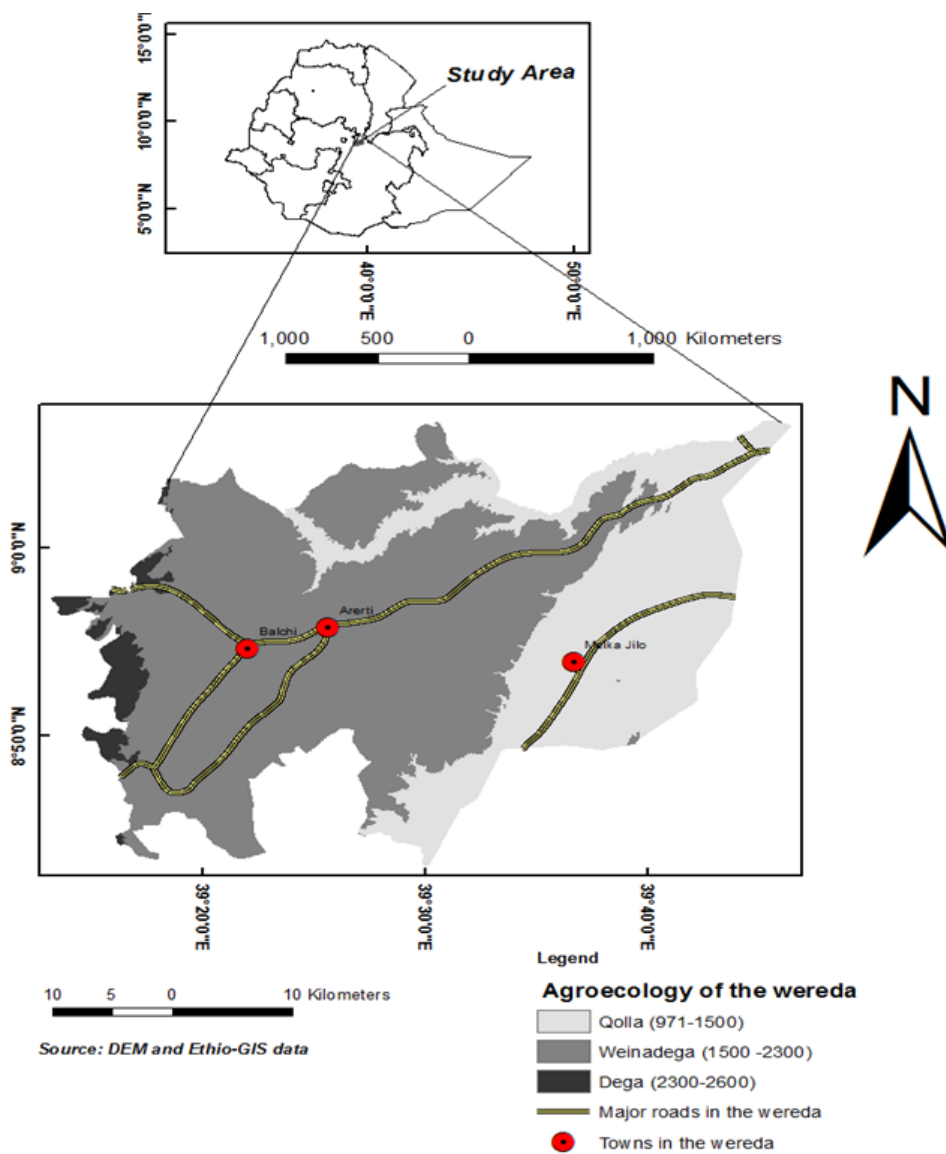 15°0'0"N
Study Area
10°0'0"N
5°0'0"N
40°0'0"E
50°0'0"E
1,000 500 0 1,000 Kilometers
N
9°0'0"N
Arerti
Balchi
Melka Jilo
8°50'0"N
39°20'0"E
39°30'0"E
39°40'0"E
Legend
10 5 0 10 Kilometers
Agroecology of the wereda
Qolla (971-1500)
Source: DEM and Ethio-GIS data
Weinadega (1500 -2300)
Dega (2300-2600)
Major roads in the wereda
Towns in the wereda